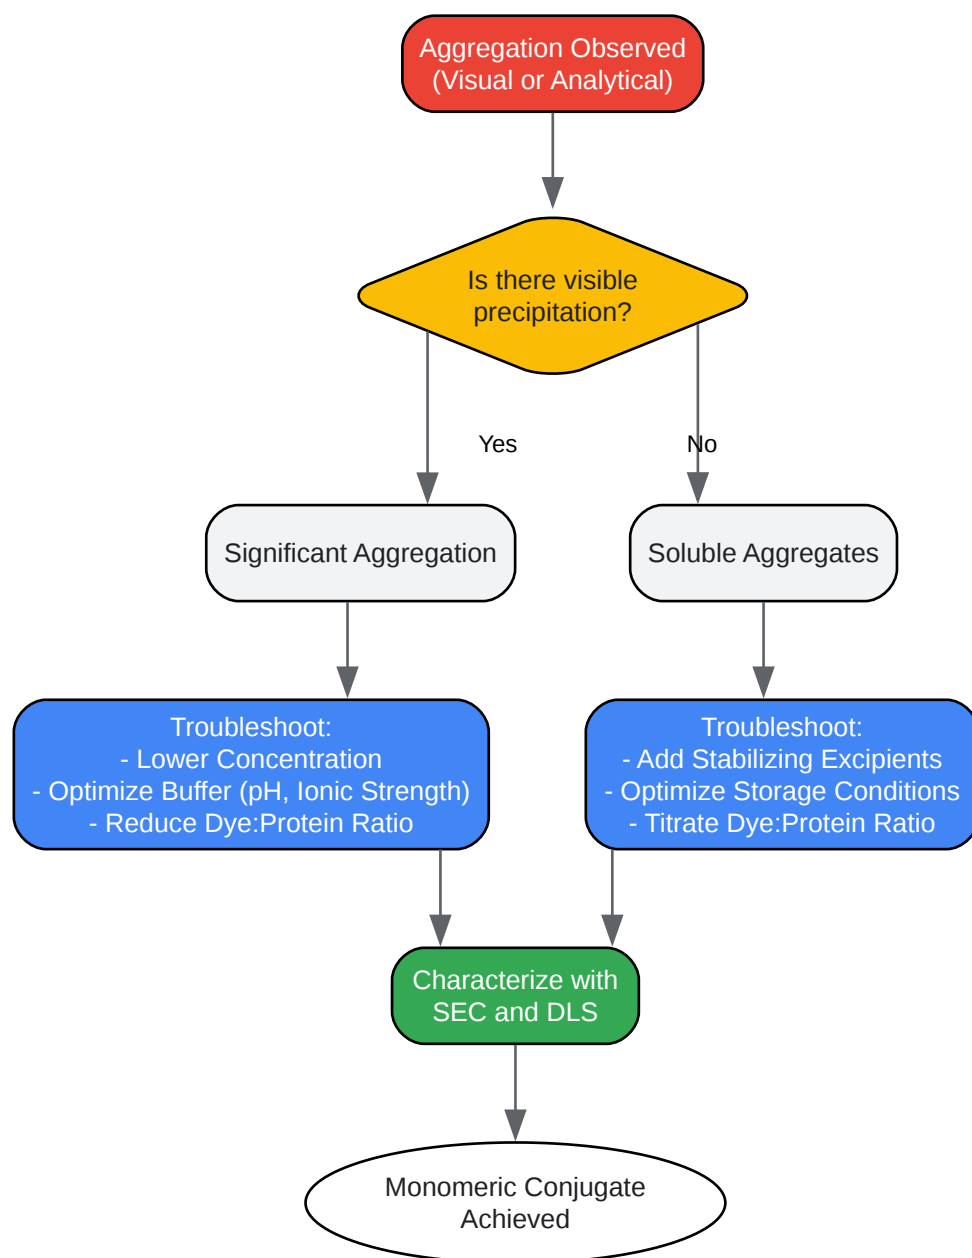 Aggregation Observed
(Visual or Analytical)
Is there visible
precipitation?
Yes
No
Significant Aggregation
Soluble Aggregates
Troubleshoot:
- Lower Concentration
- Optimize Buffer (pH, Ionic Strength)
- Reduce Dye:Protein Ratio
Troubleshoot:
- Add Stabilizing Excipients
- Optimize Storage Conditions
- Titrate Dye:Protein Ratio
Characterize with
SEC and DLS
Monomeric Conjugate
Achieved